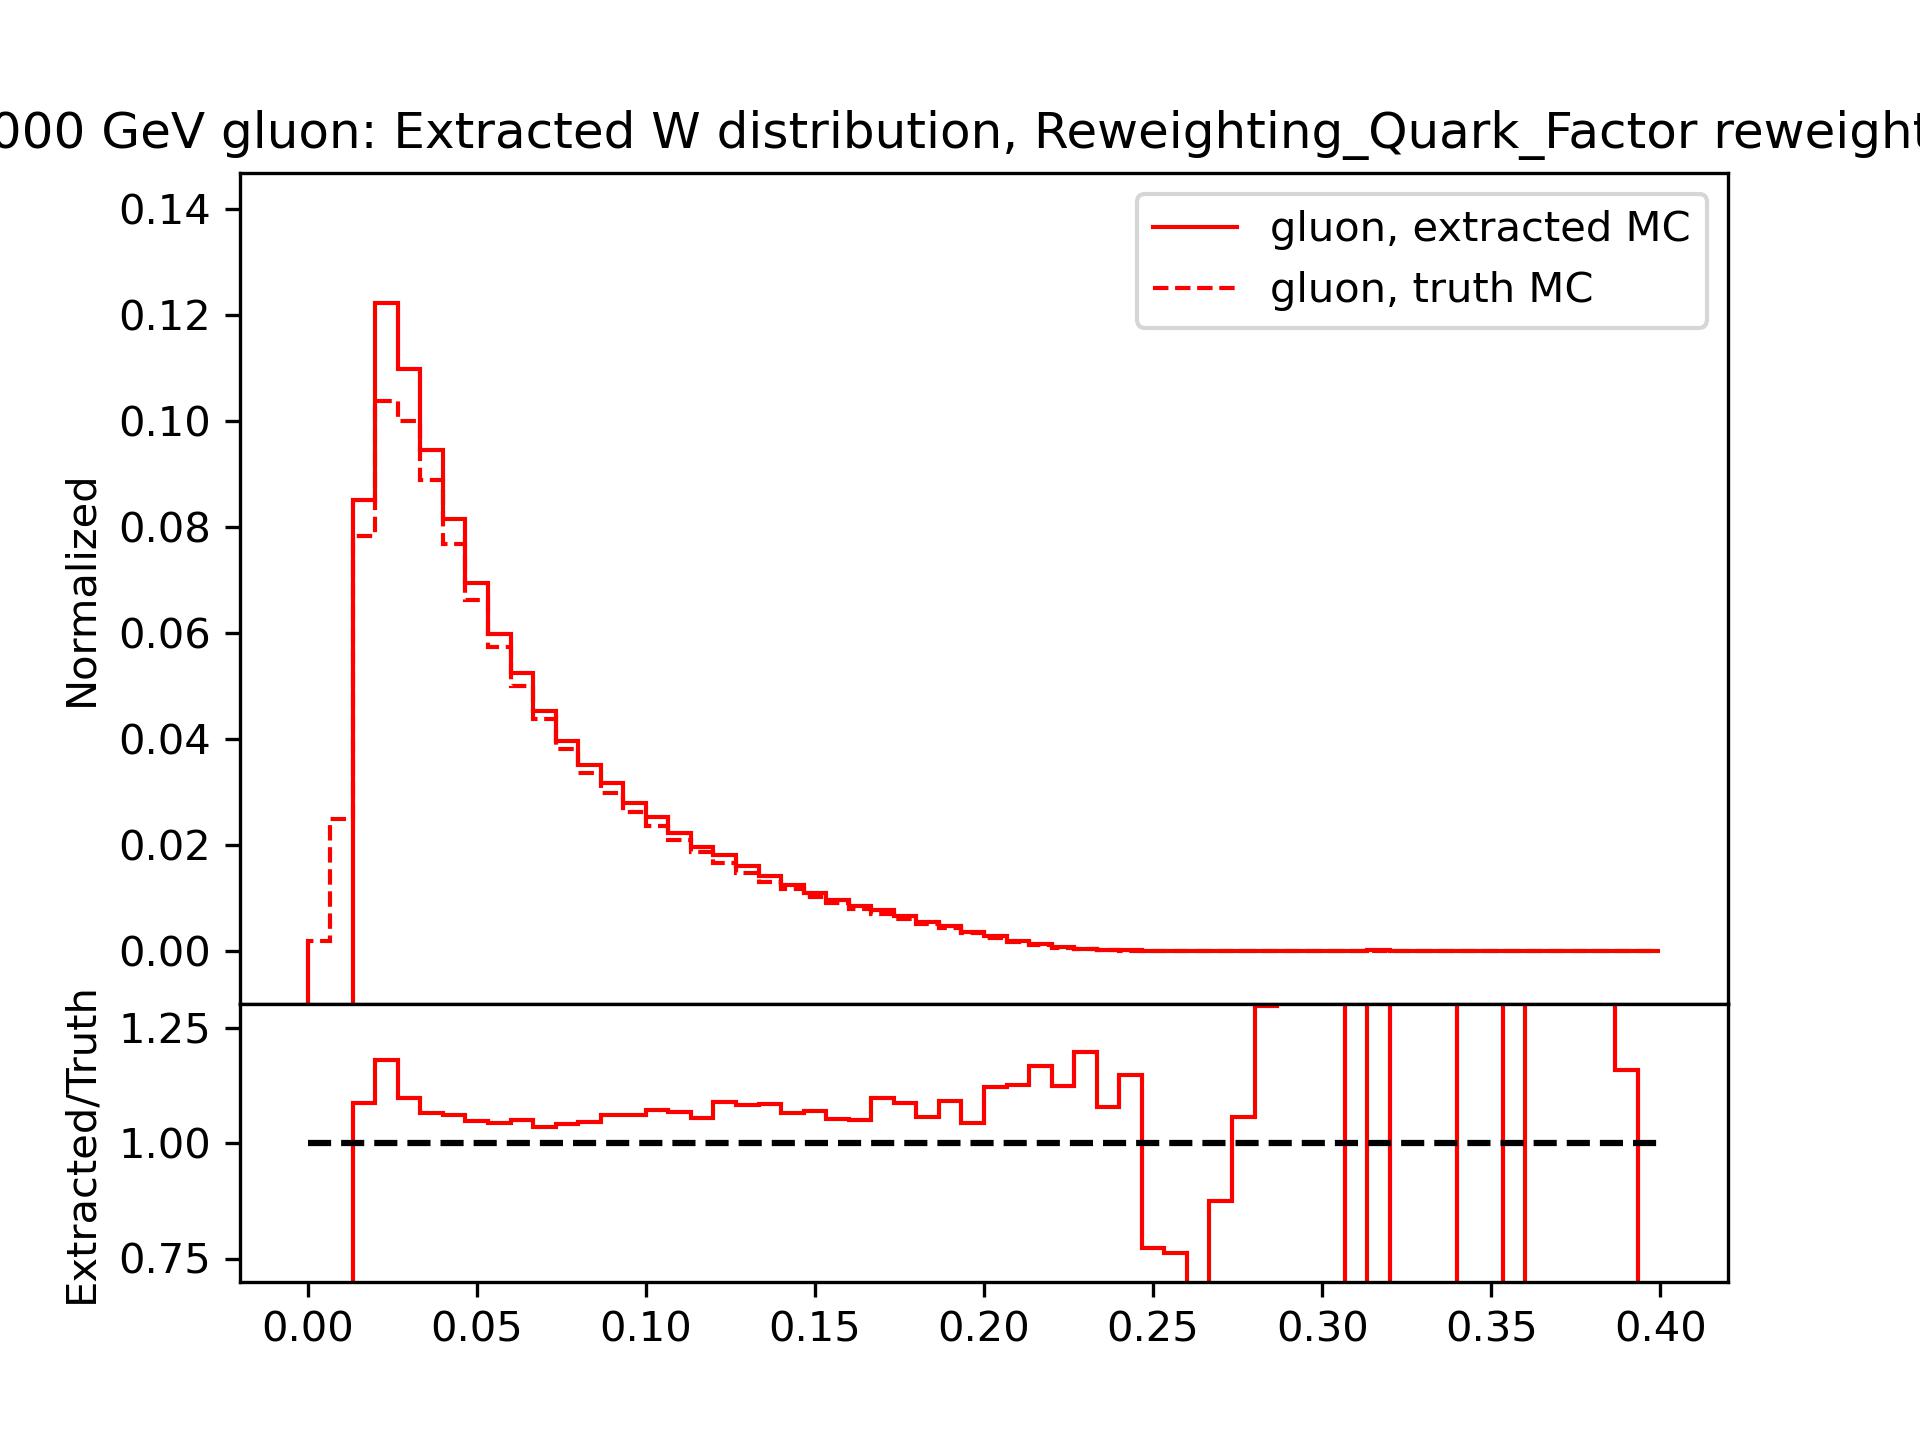 000 GeV gluon: Extracted W distribution, Reweighting_Quark_Factor reweight
gluon, extracted MC
gluon, truth MC
Normalized
0.14
0.12
0.10
0.08
0.06
0.04
0.02
0.00
Extracted/Truth
1.25
1.00
0.75
0.00 0.05 0.10 0.15 0.20 0.25 0.30 0.35 0.40